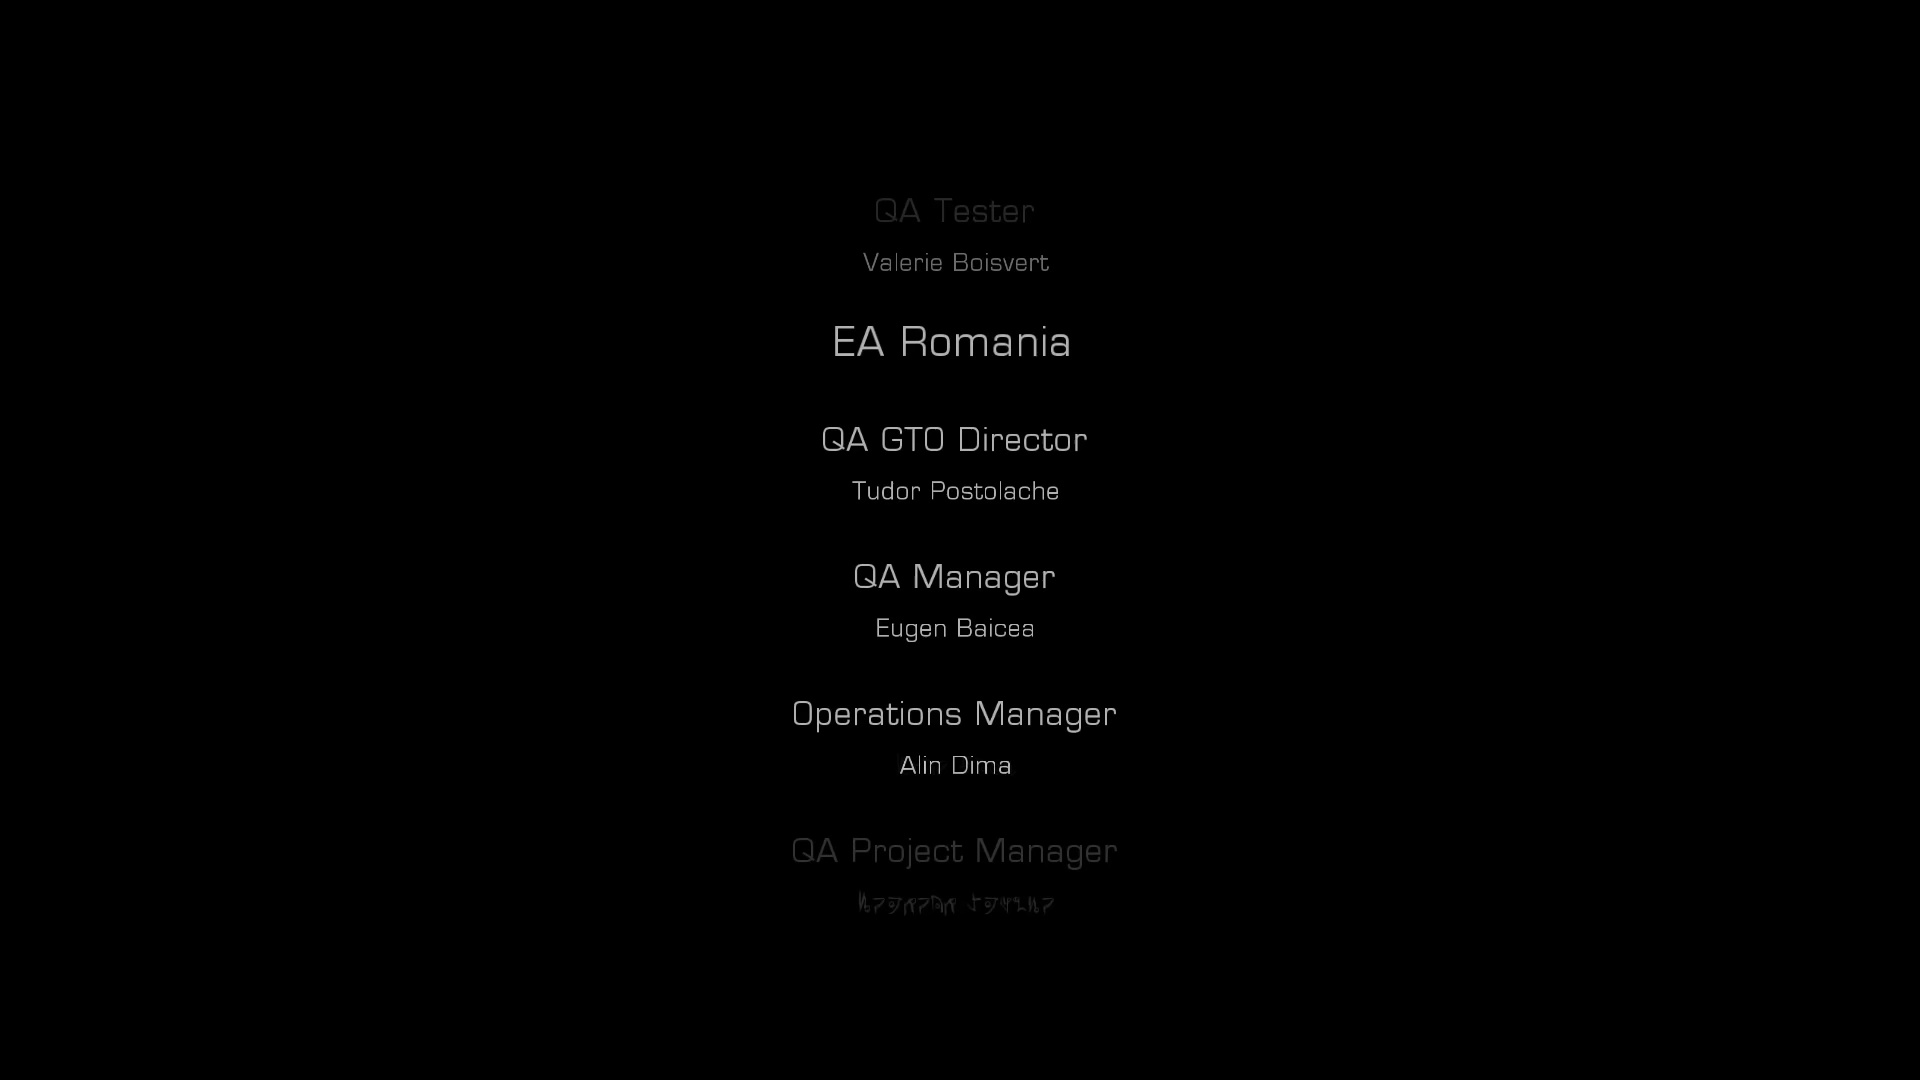 QA Tester
Valerie Boisvert
EA Romania
QA GTO Director
Tudor Postolache
QA Manager
Eugen Baicea
Operations Manager
Alin Dima
QA Project Manager